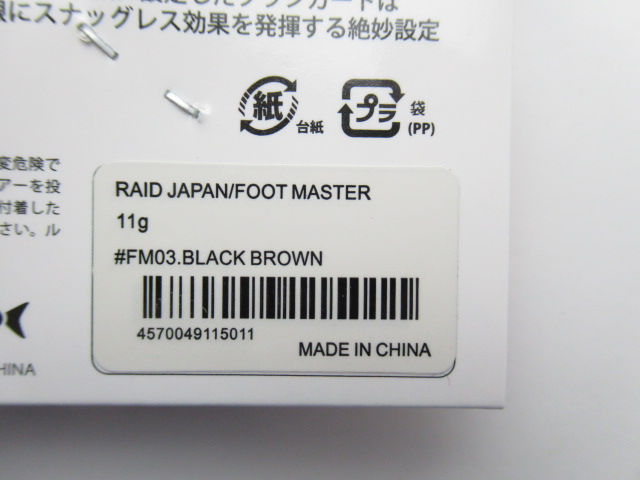 限にスナッグレス効果を発揮する絶妙設定
紙
台紙
プラ
袋
(PP)
変危険で
アーを投
付着した
さい。ル
RAID JAPAN/FOOT MASTER
11g
#FM03.BLACK BROWN
4570049115011
MADE IN CHINA
HINA